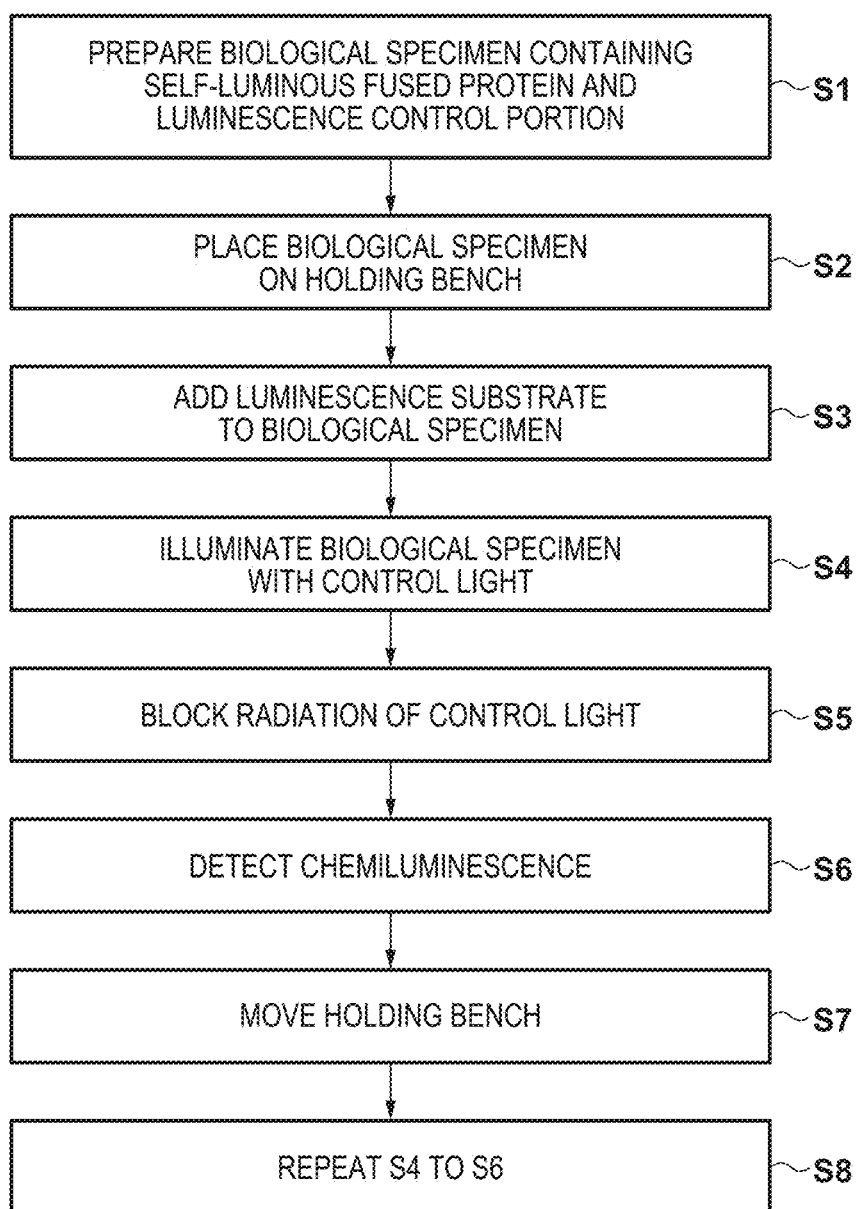 PREPARE BIOLOGICAL SPECIMEN CONTAINING
SELF-LUMINOUS FUSED PROTEIN AND
LUMINESCENCE CONTROL PORTION
S1
PLACE BIOLOGICAL SPECIMEN
ON HOLDING BENCH
S2
ADD LUMINESCENCE SUBSTRATE
TO BIOLOGICAL SPECIMEN
S3
ILLUMINATE BIOLOGICAL SPECIMEN
WITH CONTROL LIGHT
S4
BLOCK RADIATION OF CONTROL LIGHT
S5
DETECT CHEMILUMINESCENCE
S6
MOVE HOLDING BENCH
S7
REPEAT S4 TO S6
S8